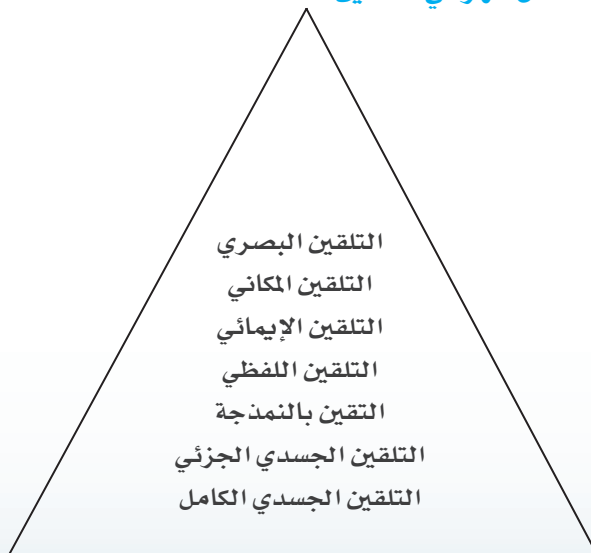 التلقين البصري
التلقين المكاني
التلقين الإيمائي
التلقين اللفظي
التقين بالنمذجة
التلقين الجسدي الجزئي
التلقين الجسدي الكامل